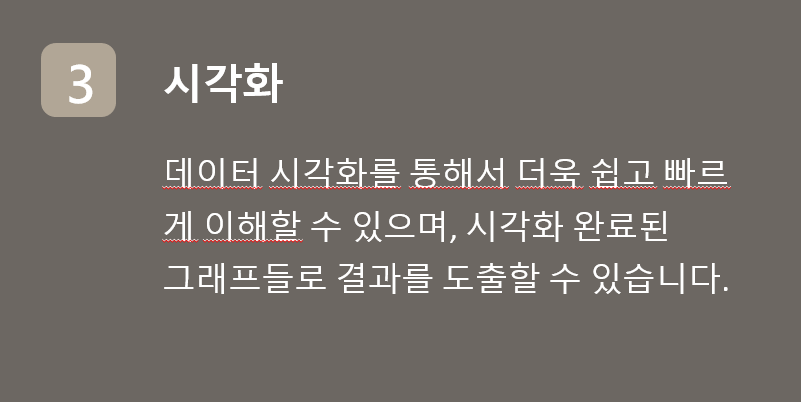 3 시각화
데이터 시각화를 통해서 더욱 쉽고 빠르
게 이해할 수 있으며, 시각화 완료된
그래프들로 결과를 도출할 수 있습니다.